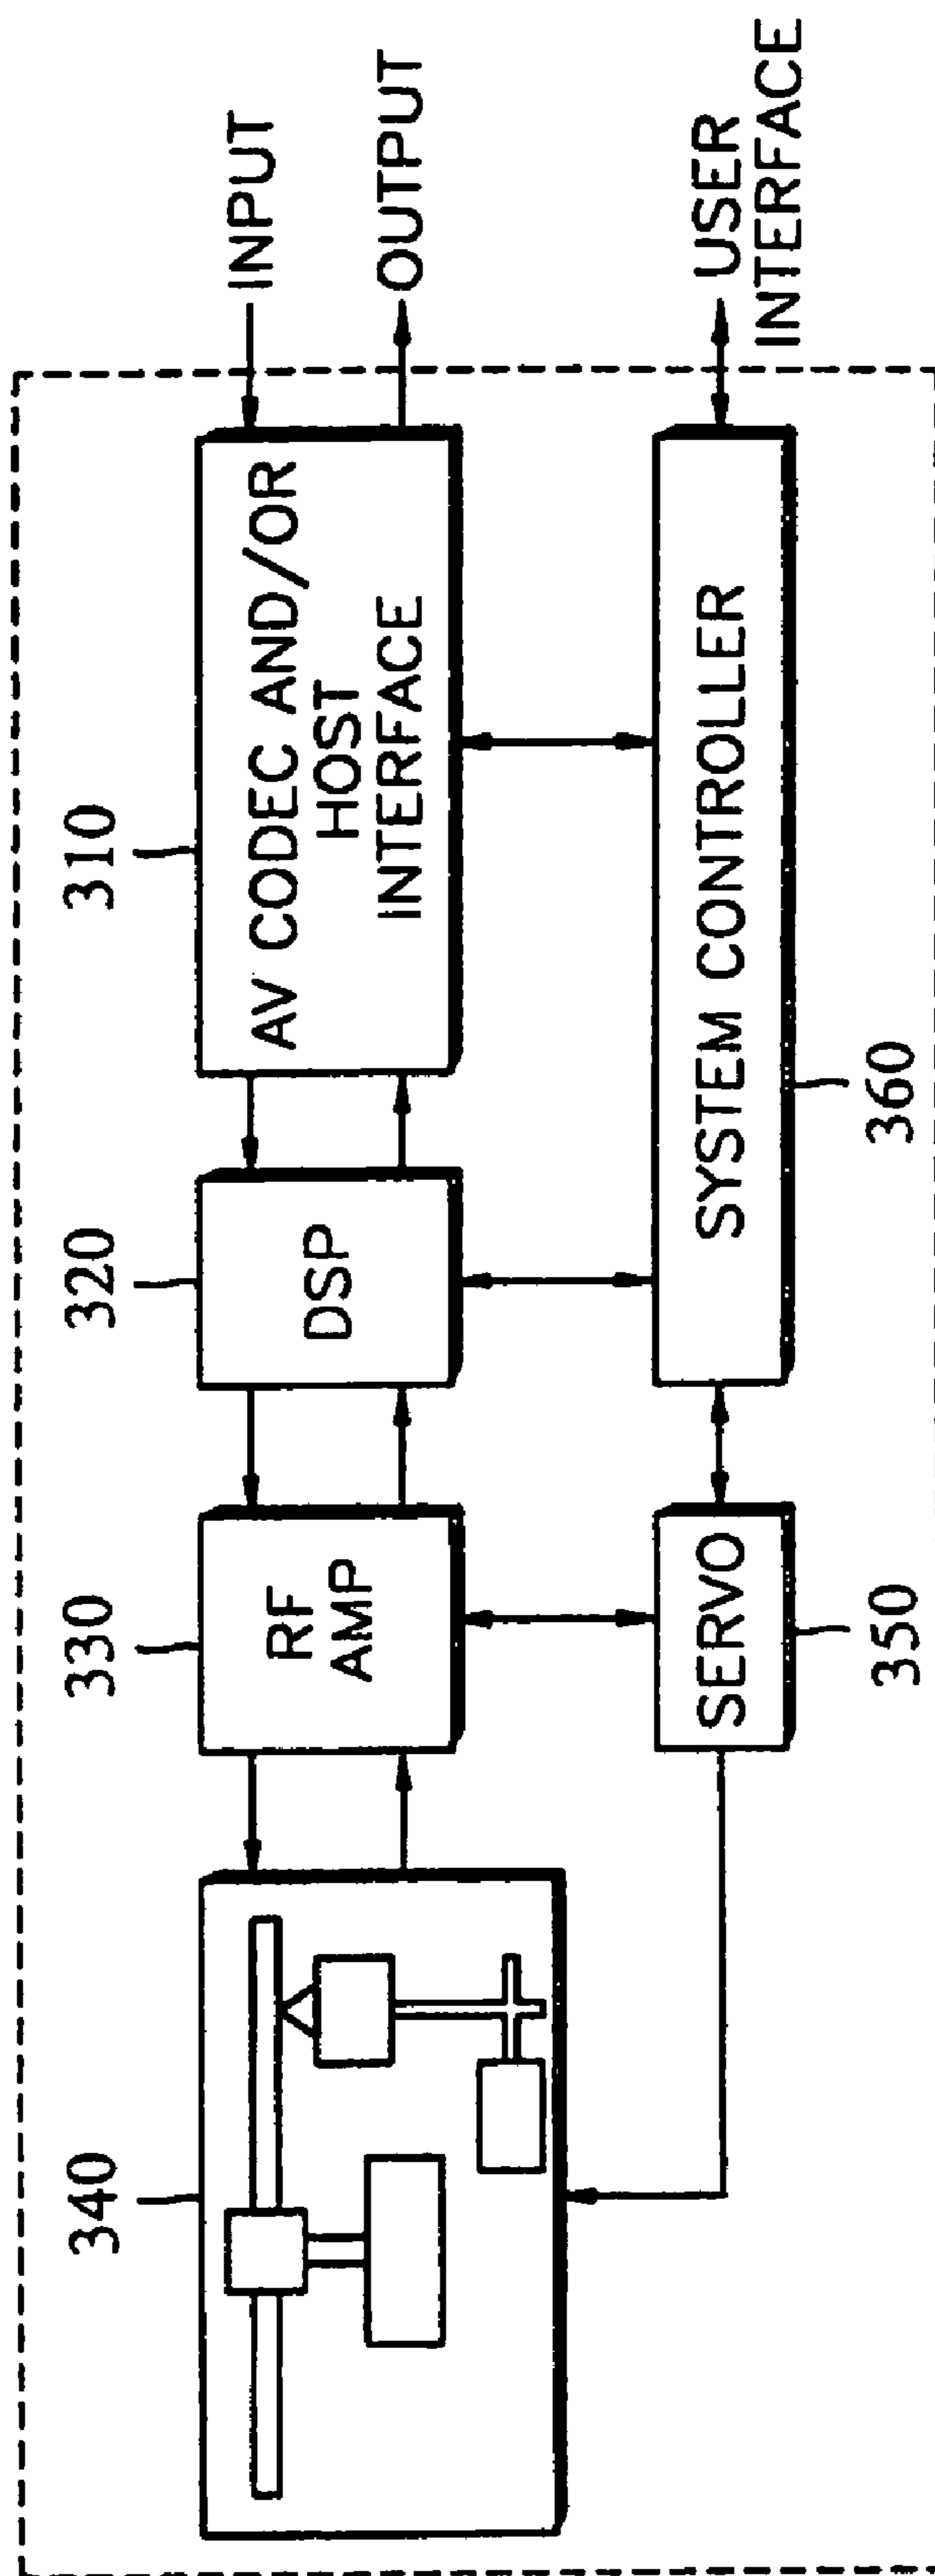 340
330
320
310
RF
AMP
DSP
AV CODEC AND/OR
HOST
INTERFACE
INPUT
OUTPUT
SERVO
SYSTEM CONTROLLER
USER
INTERFACE
350
360